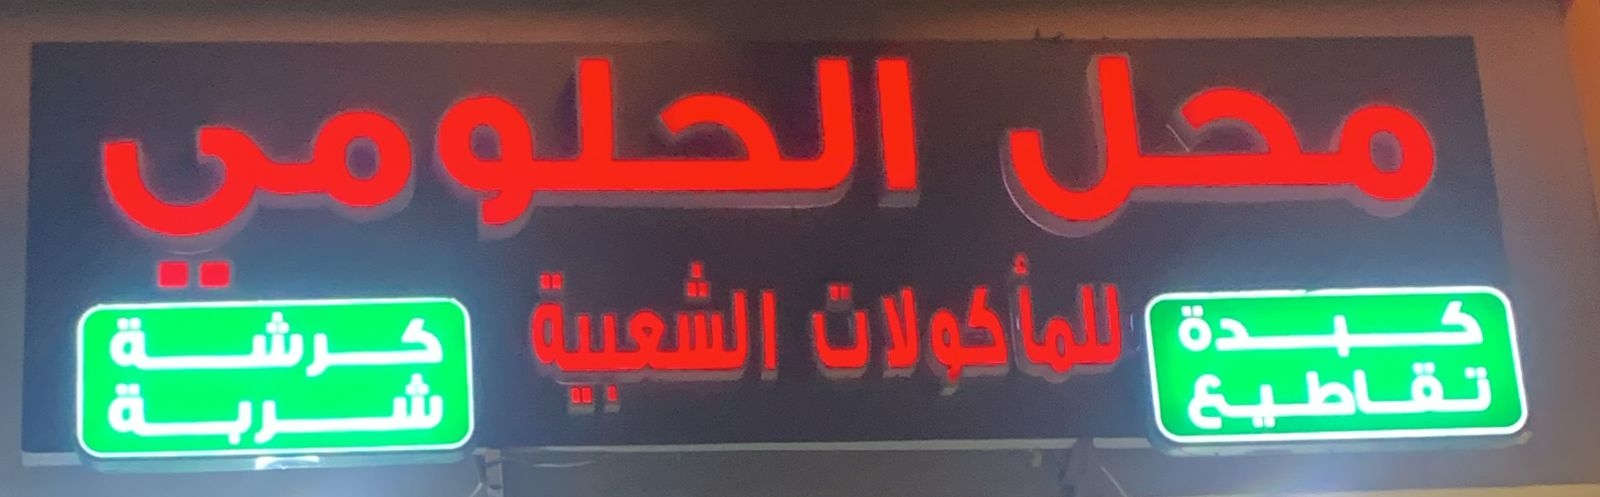 محل الحلومي
للمأكولات الشعبية
كبدة
تقاطيع
كرشة
شربة